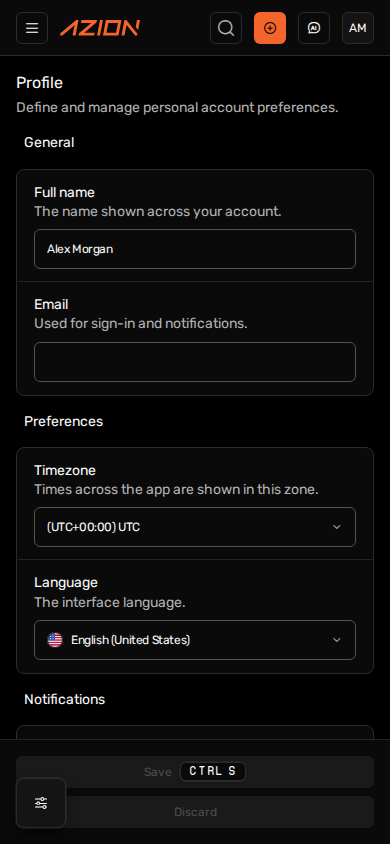 AZION
AI
AM
Profile
Define and manage personal account preferences.
General
Full name
The name shown across your account.
Alex Morgan
Email
Used for sign-in and notifications.
Preferences
Timezone
Times across the app are shown in this zone.
(UTC+00:00) UTC
Language
The interface language.
English (United States)
Notifications
Save CTRL S
Discard